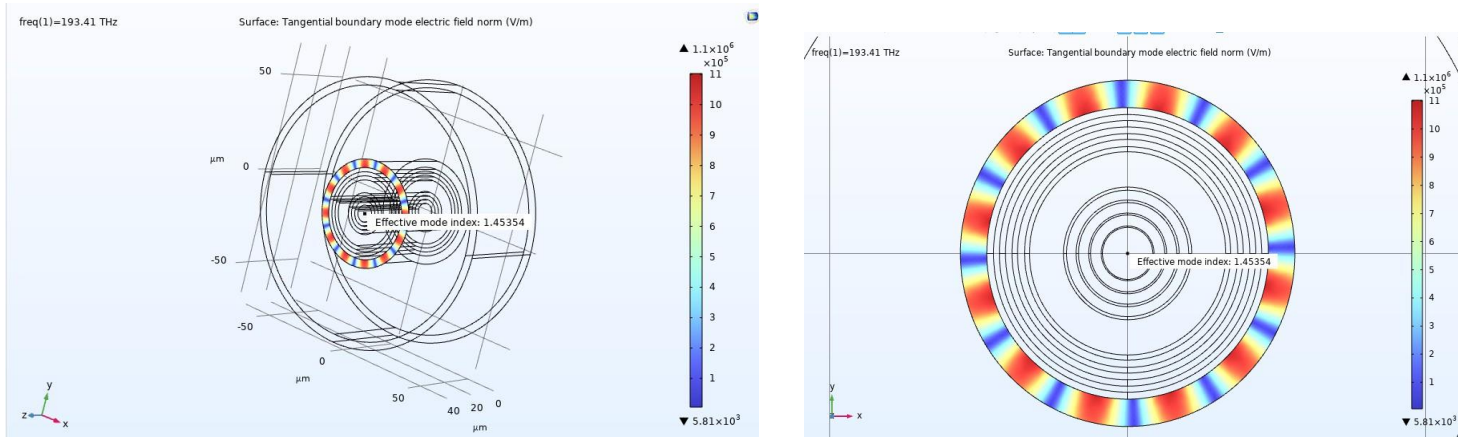 freq(1)=193.41 THz
Surface: Tangential boundary mode electric field norm (V/m)
▲ 1.1×10⁶
×10⁵
11
10
9
8
7
6
5
4
3
2
1
▼ 5.81×10³
50
0
-50
µm
Effective mode index: 1.45354
-50
0
50
µm
40 20 0
µm
y
z
x
freq(1)=193.41 THz
Surface: Tangential boundary mode electric field norm (V/m)
▲ 1.1×10⁶
×10⁵
11
10
9
8
7
6
5
4
3
2
1
▼ 5.81×10³
Effective mode index: 1.45354
y
x